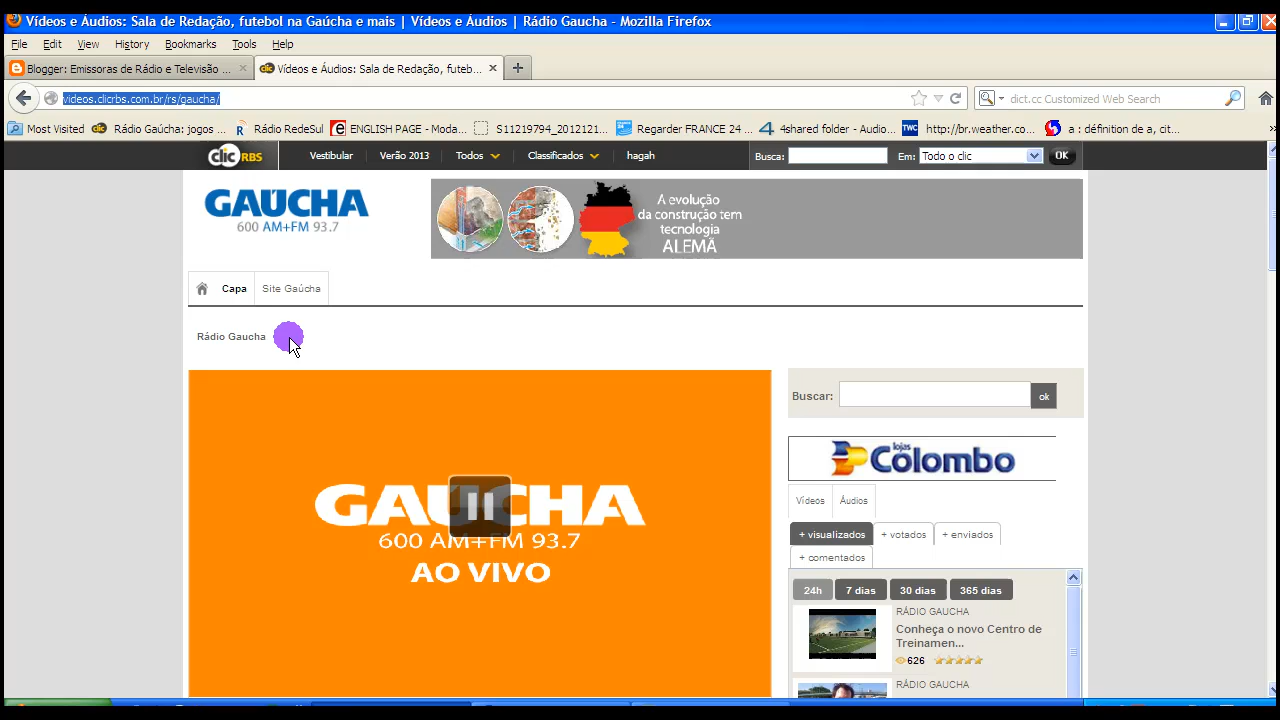 Vídeos e Áudios: Sala de Redação, futebol na Gaúcha e mais | Vídeos e Áudios | Rádio Gaucha - Mozilla Firefox
File Edit View History Bookmarks Tools Help
Blogger: Emissoras de Rádio e Televisão ...
Vídeos e Áudios: Sala de Redação, futeb...
videos.clicrbs.com.br/rs/gaucha/
dict.cc Customized Web Search
Most Visited
Rádio Gaúcha: jogos ...
Rádio RedeSul
ENGLISH PAGE - Moda...
S11219794_2012121...
Regarder FRANCE 24 ...
4shared folder - Audio...
TWC
http://br.weather.co...
a : définition de a, cit...
clic RBS
Vestibular
Verão 2013
Todos
Classificados
hagah
Busca:
Em:
Todo o clic
OK
GAÚCHA
600 AM+FM 93.7
A evolução
da construção tem
tecnologia
ALEMÃ
Capa
Site Gaúcha
Rádio Gaucha
GAUCHA
600 AM+FM 93.7
AO VIVO
Buscar:
ok
lojas
Colombo
Vídeos
Áudios
+ visualizados
+ votados
+ enviados
+ comentados
24h
7 dias
30 dias
365 dias
RÁDIO GAUCHA
Conheça o novo Centro de
Treinamen...
626
RÁDIO GAUCHA